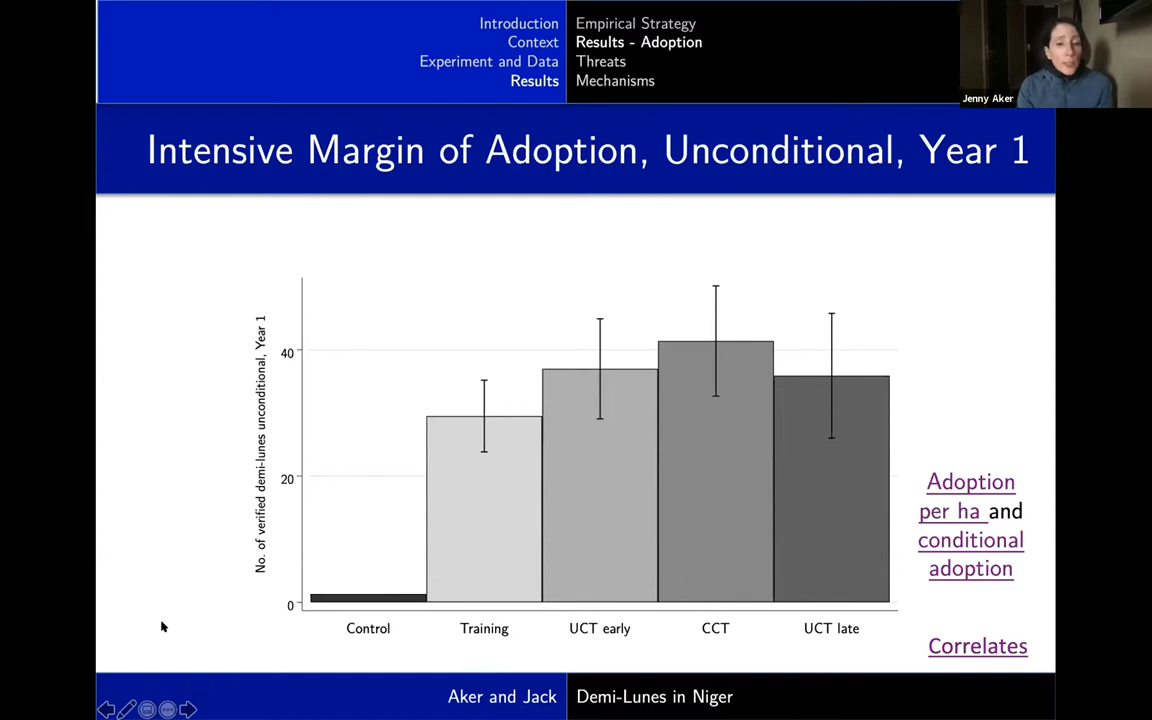 Introduction
Context
Experiment and Data
Results
Empirical Strategy
Results - Adoption
Threats
Mechanisms
Jenny Aker
Intensive Margin of Adoption, Unconditional, Year 1
No. of verified demi-lunes unconditional, Year 1
40
20
0
Control
Training
UCT early
CCT
UCT late
Adoption
per ha and
conditional
adoption
Correlates
Aker and Jack
Demi-Lunes in Niger